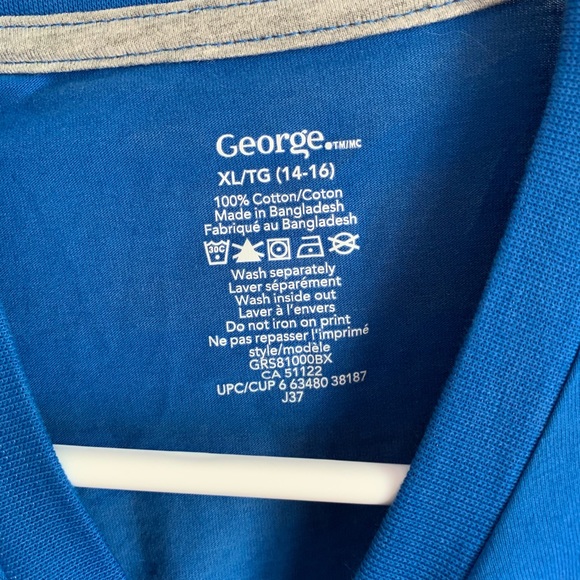 George.TM/MC
XL/TG (14-16)
100% Cotton/Coton
Made in Bangladesh
Fabriqué au Bangladesh
30C
Wash separately
Laver séparément
Wash inside out
Laver à l'envers
Do not iron on print
Ne pas repasser l'imprimé
style/modèle
GRS81000BX
CA 51122
UPC/CUP 6 63480 38187
J37